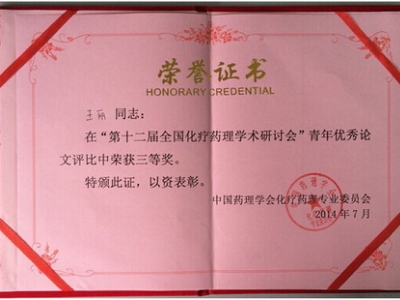 荣誉证书
HONORARY CREDENTIAL
王丽 同志：
在“第十二届全国化疗药理学术研讨会”青年优秀论
文评比中荣获三等奖。
特颁此证，以资表彰。
中国药理学会化疗药理专业委员会
2014年7月